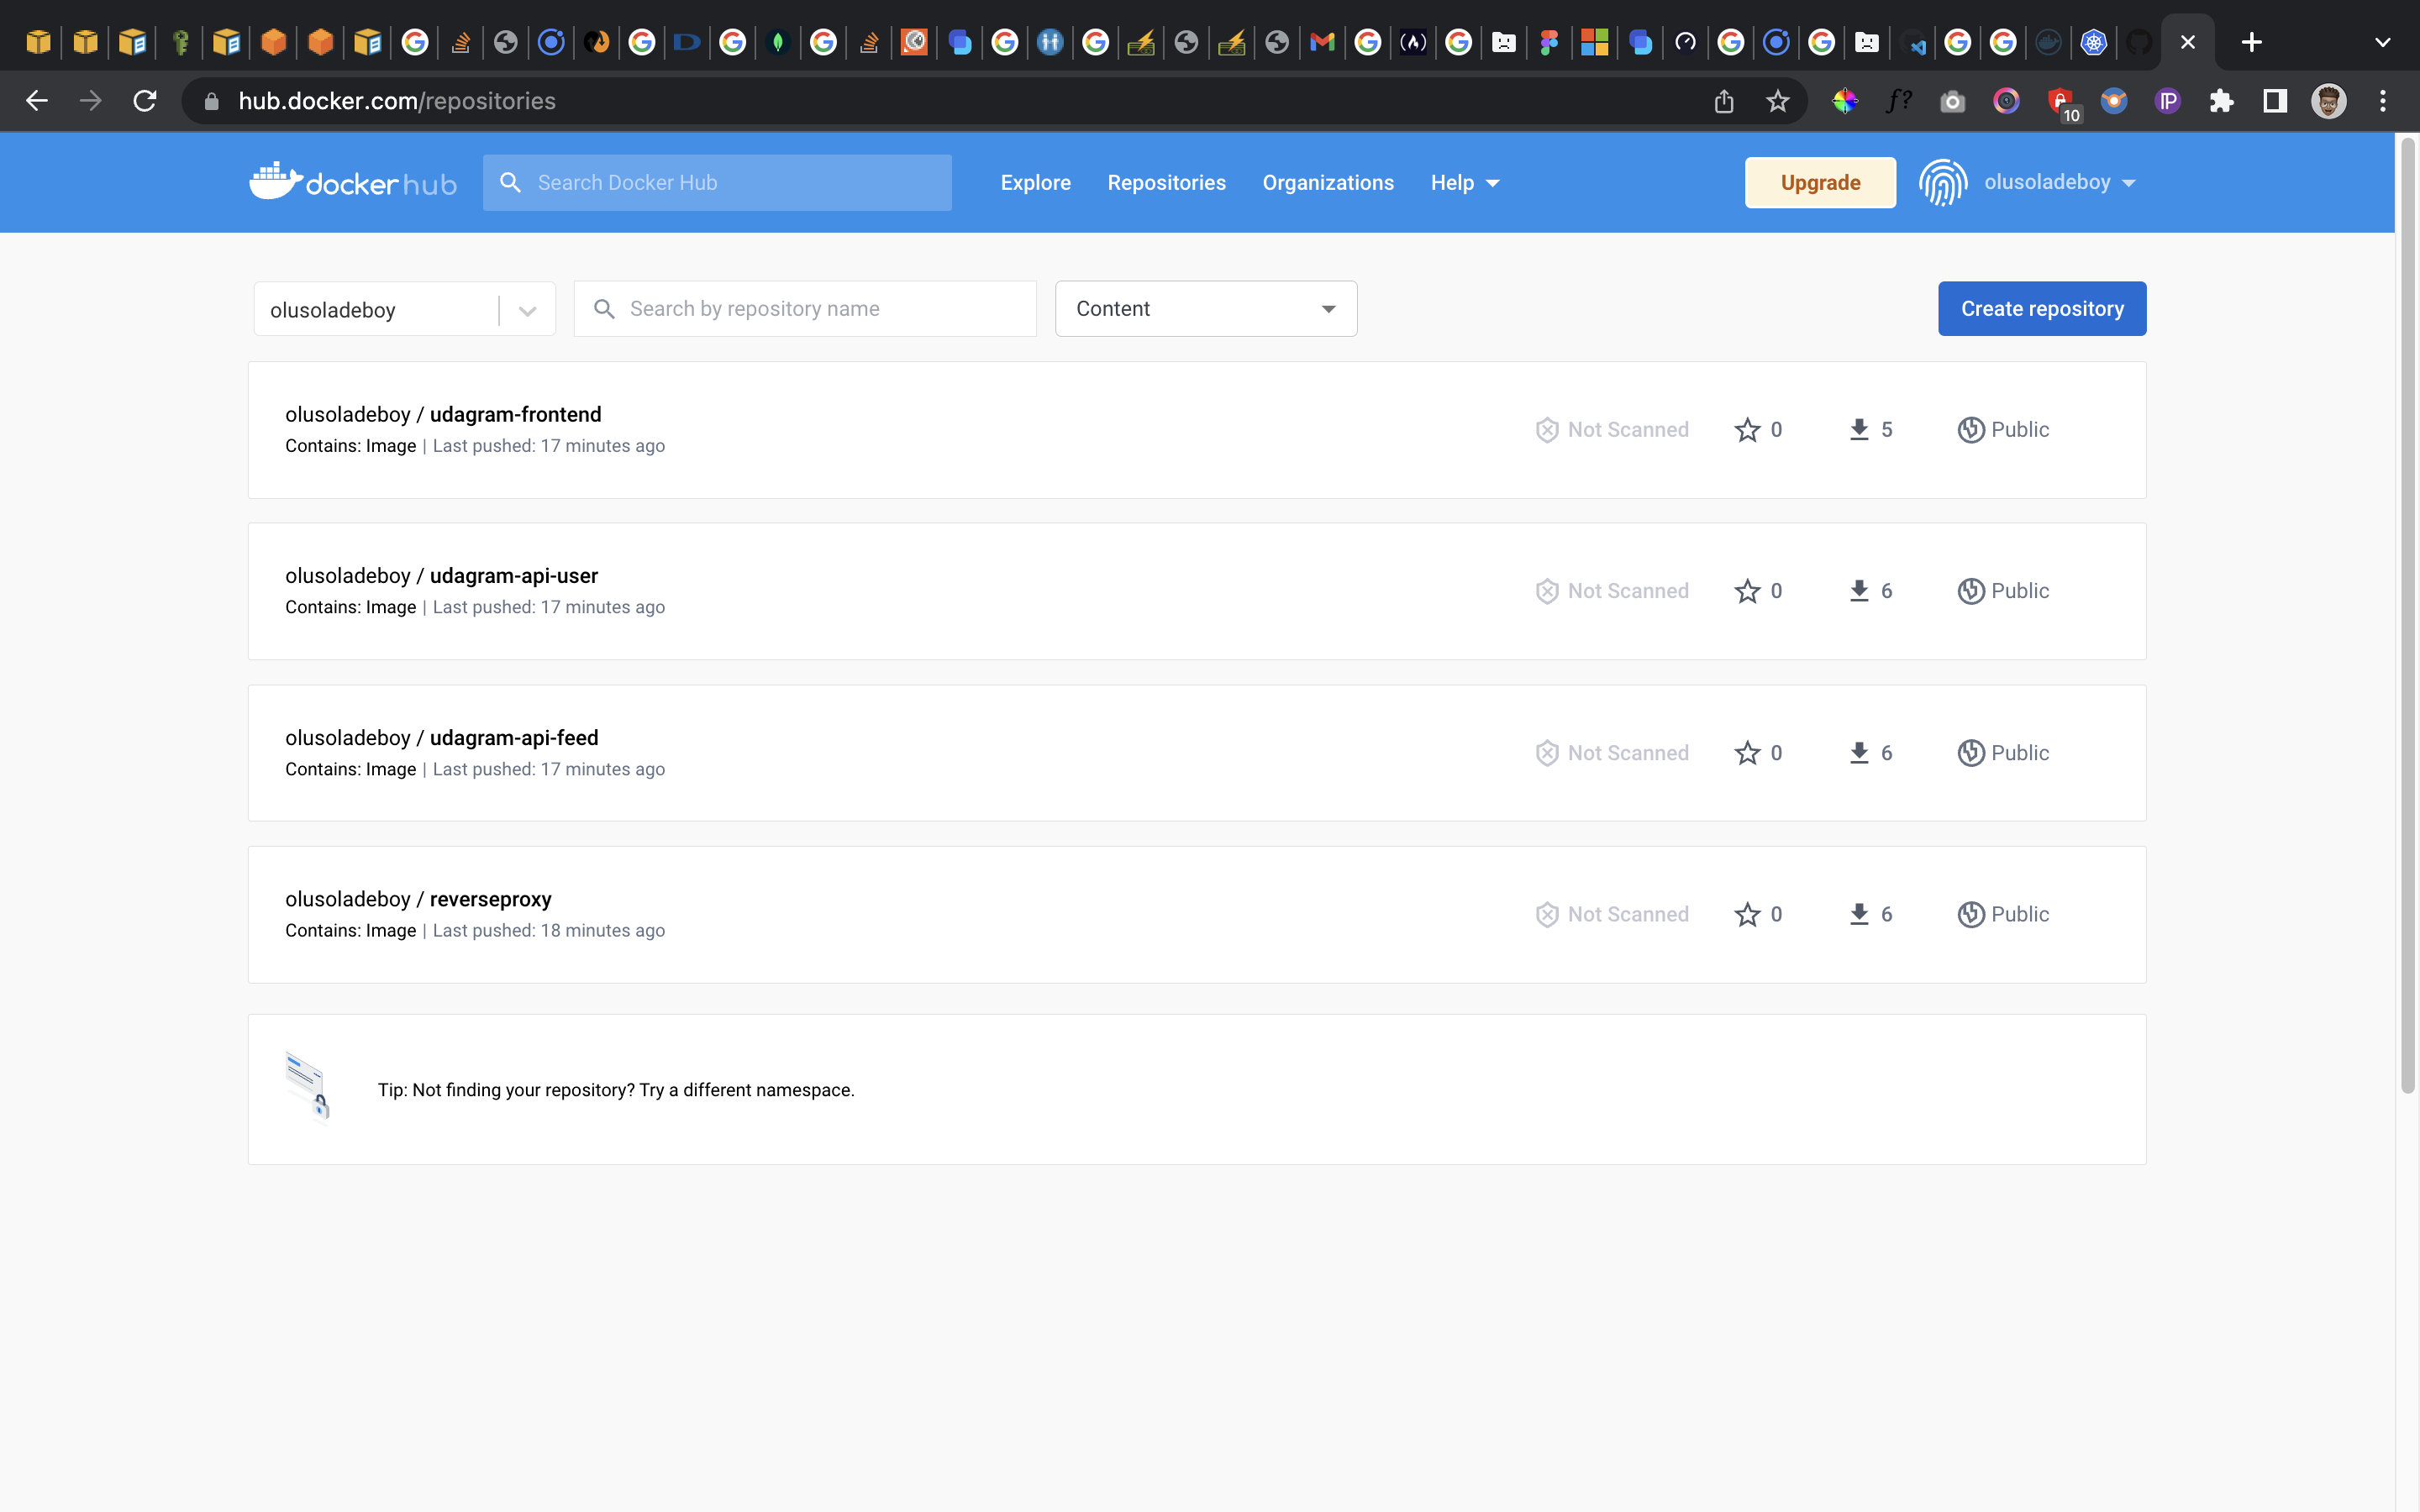 hub.docker.com/repositories
10
docker hub
Search Docker Hub
Explore
Repositories
Organizations
Help
Upgrade
olusoladeboy
olusoladeboy
Search by repository name
Content
Create repository
olusoladeboy / udagram-frontend
Contains: Image | Last pushed: 17 minutes ago
Not Scanned
0
5
Public
olusoladeboy / udagram-api-user
Contains: Image | Last pushed: 17 minutes ago
Not Scanned
0
6
Public
olusoladeboy / udagram-api-feed
Contains: Image | Last pushed: 17 minutes ago
Not Scanned
0
6
Public
olusoladeboy / reverseproxy
Contains: Image | Last pushed: 18 minutes ago
Not Scanned
0
6
Public
Tip: Not finding your repository? Try a different namespace.